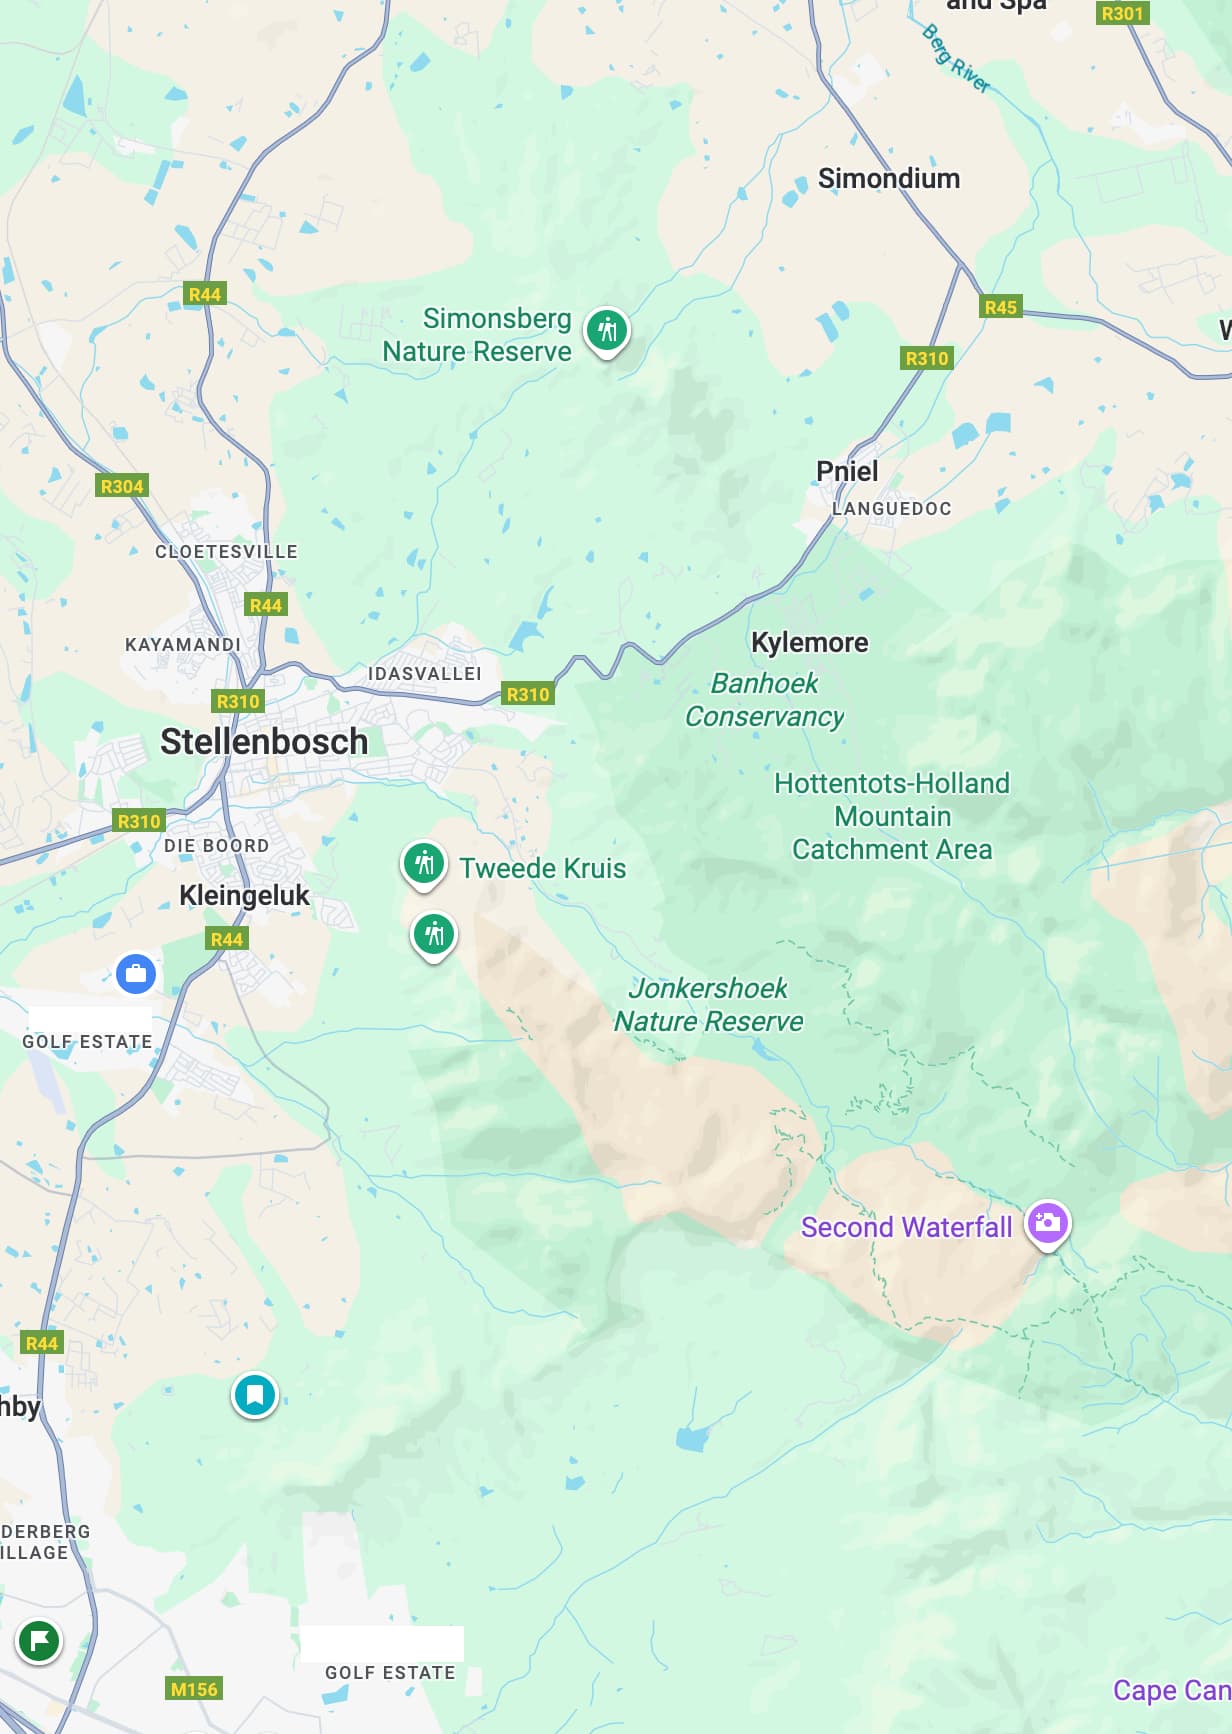 and Spa
R301
Berg River
Simondium
R44
R45
Simonsberg
Nature Reserve
W
R310
Pniel
R304
LANGUEDOC
CLOETESVILLE
R44
KAYAMANDI
Kylemore
IDASVALLEI
Banhoek
Conservancy
R310
R310
Stellenbosch
Hottentots-Holland
Mountain
Catchment Area
R310
DIE BOORD
Tweede Kruis
Kleingeluk
R44
Jonkershoek
Nature Reserve
GOLF ESTATE
Second Waterfall
R44
hby
DERBERG
ILLAGE
GOLF ESTATE
M156
Cape Can